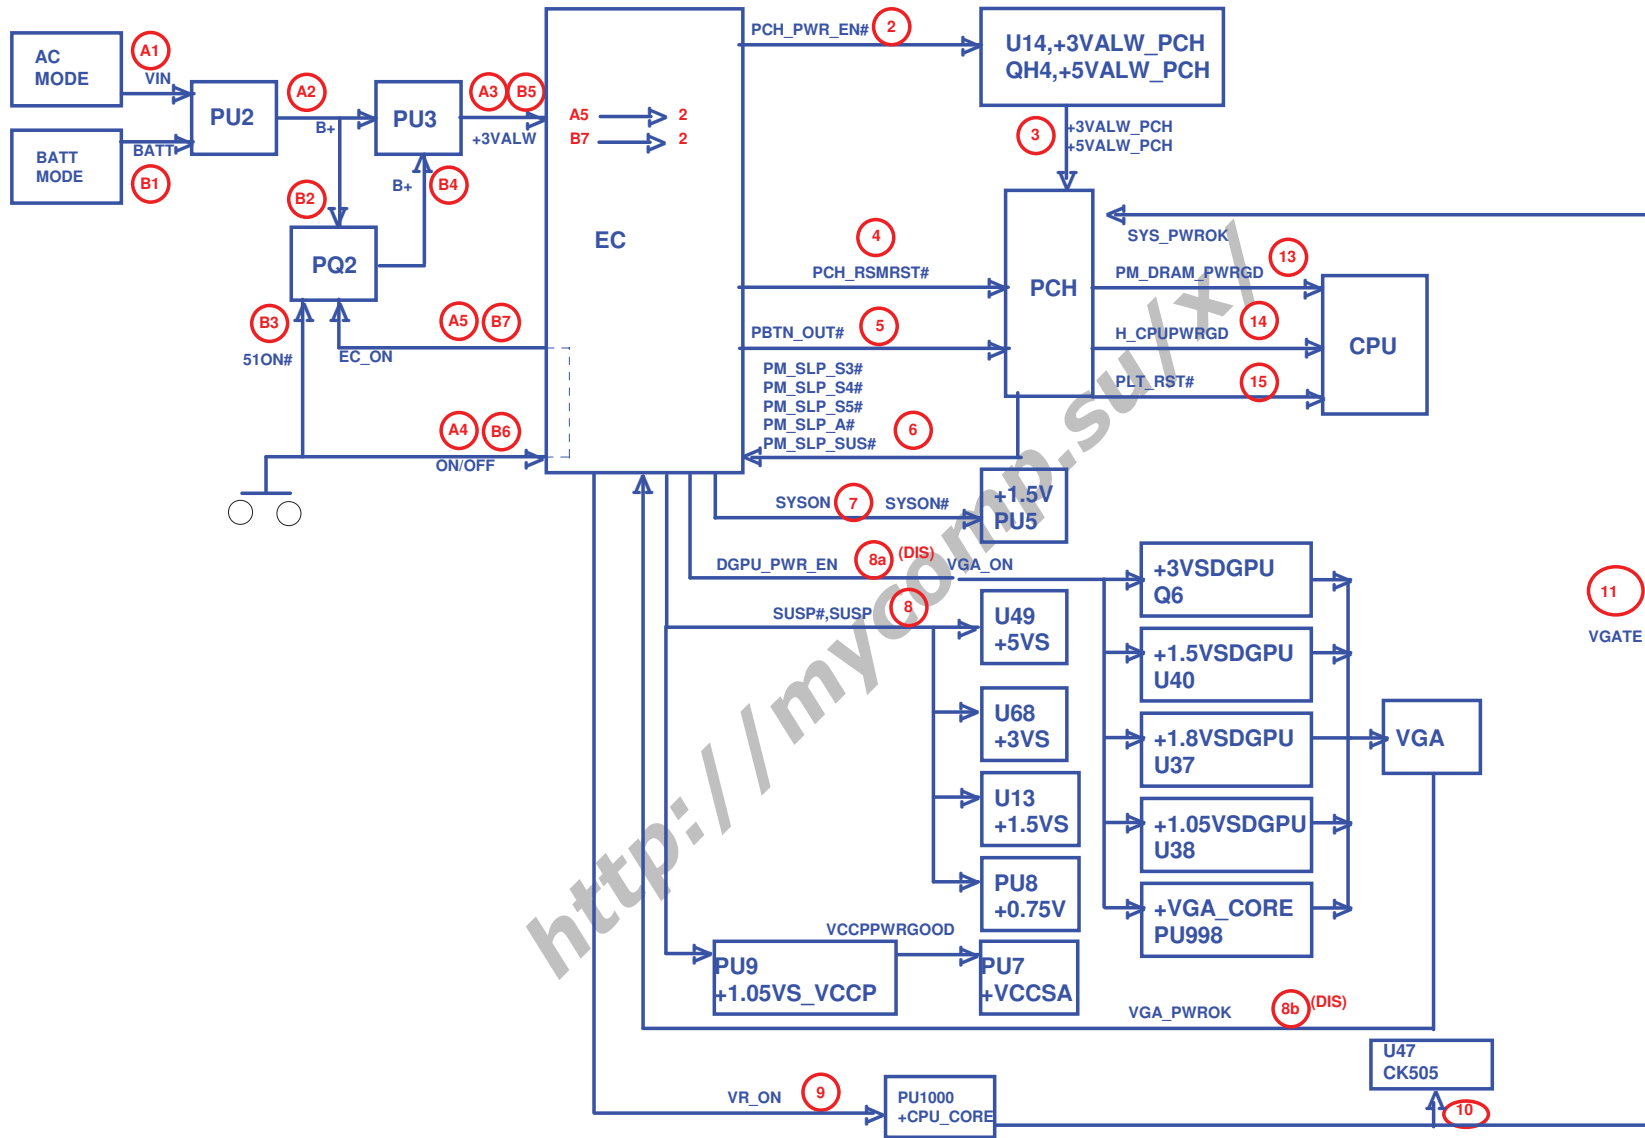 AC
MODE
A1
VIN
BATT
MODE
BATT
B1
PU2
A2
B+
PU3
A3
B5
+3VALW
B2
B+
B4
PQ2
B3
51ON#
EC_ON
A5
B7
A4
B6
ON/OFF
A5
2
B7
2
EC
PCH_PWR_EN#
2
U14,+3VALW_PCH
QH4,+5VALW_PCH
3
+3VALW_PCH
+5VALW_PCH
4
PCH_RSMRST#
PBTN_OUT#
5
PM_SLP_S3#
PM_SLP_S4#
PM_SLP_S5#
PM_SLP_A#
PM_SLP_SUS#
6
PCH
SYS_PWROK
PM_DRAM_PWRGD
13
H_CPUPWRGD
14
PLT_RST#
15
CPU
SYSON
7
SYSON#
+1.5V
PU5
DGPU_PWR_EN
8a
(DIS)
VGA_ON
SUSP#,SUSP
8
U49
+5VS
U68
+3VS
U13
+1.5VS
PU8
+0.75V
VCCPPWRGOOD
PU9
+1.05VS_VCCP
PU7
+VCCSA
+3VSDGPU
Q6
+1.5VSDGPU
U40
+1.8VSDGPU
U37
+1.05VSDGPU
U38
+VGA_CORE
PU998
VGA
11
VGATE
VGA_PWROK
8b
(DIS)
U47
CK505
10
VR_ON
9
PU1000
+CPU_CORE
http://mycomp.su/x/